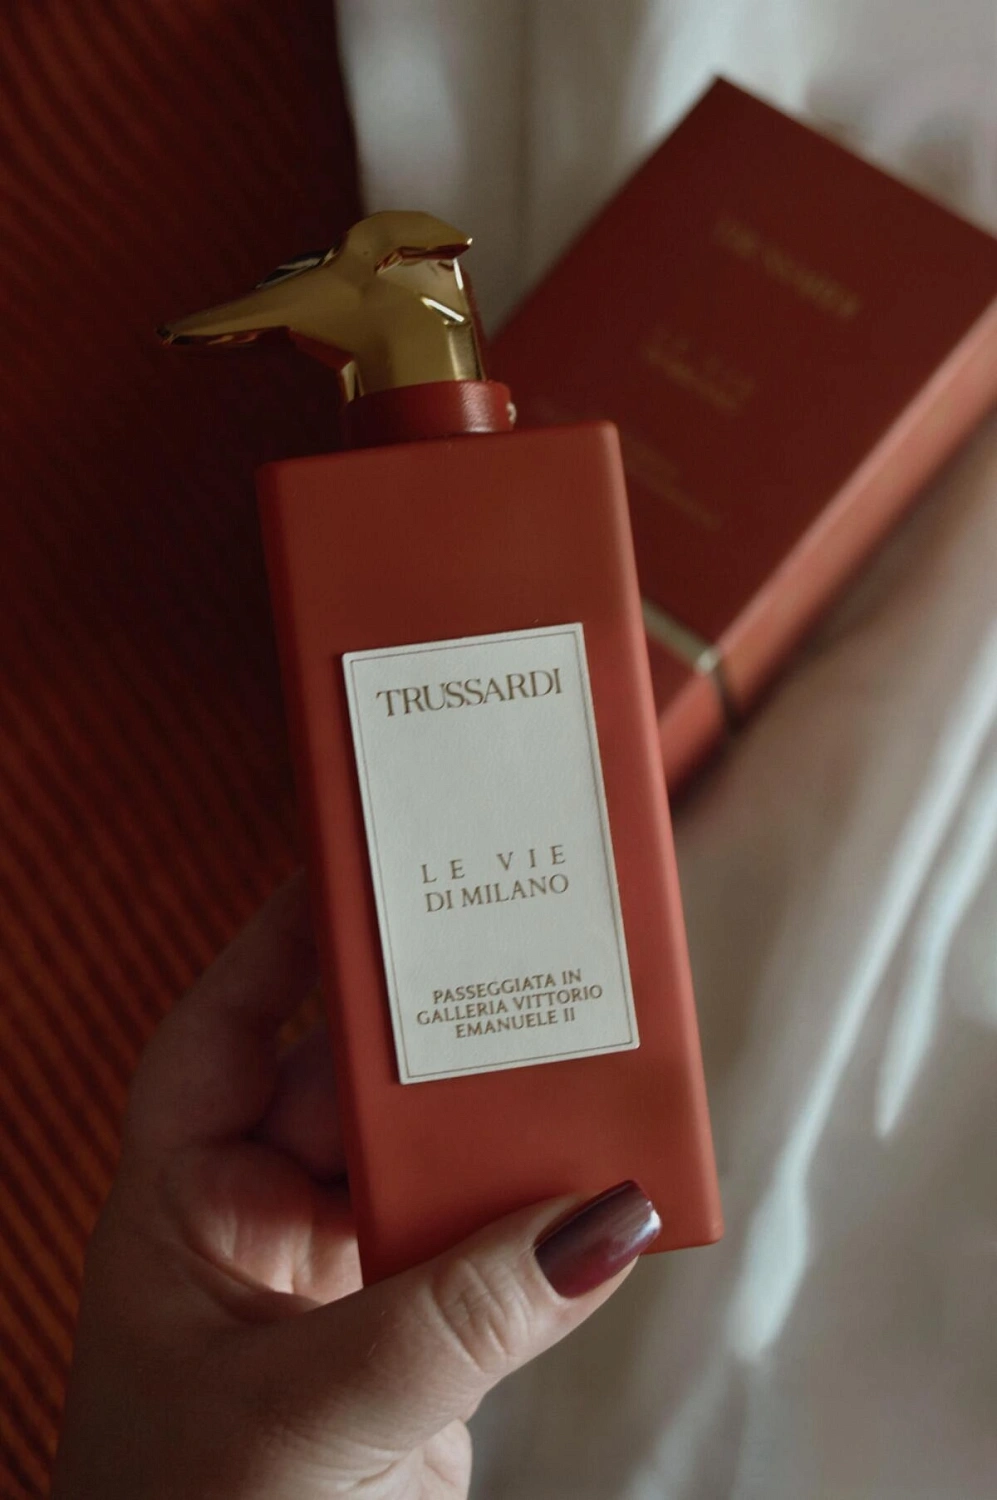 TRUSSARDI
LE VIE
DI MILANO
PASSEGGIATA IN
GALLERIA VITTORIO
EMANUELE II